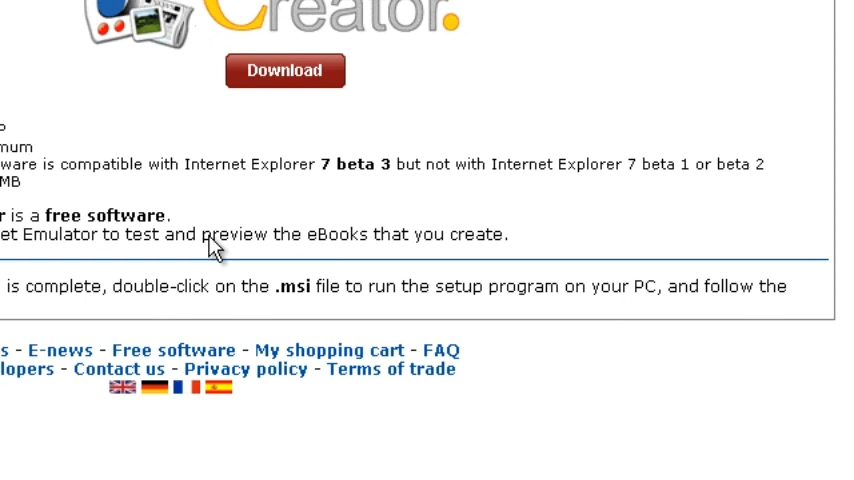 Creator.
Download
mum
ware is compatible with Internet Explorer 7 beta 3 but not with Internet Explorer 7 beta 1 or beta 2
MB
r is a free software.
et Emulator to test and preview the eBooks that you create.
is complete, double-click on the .msi file to run the setup program on your PC, and follow the
s - E-news - Free software - My shopping cart - FAQ
lopers - Contact us - Privacy policy - Terms of trade